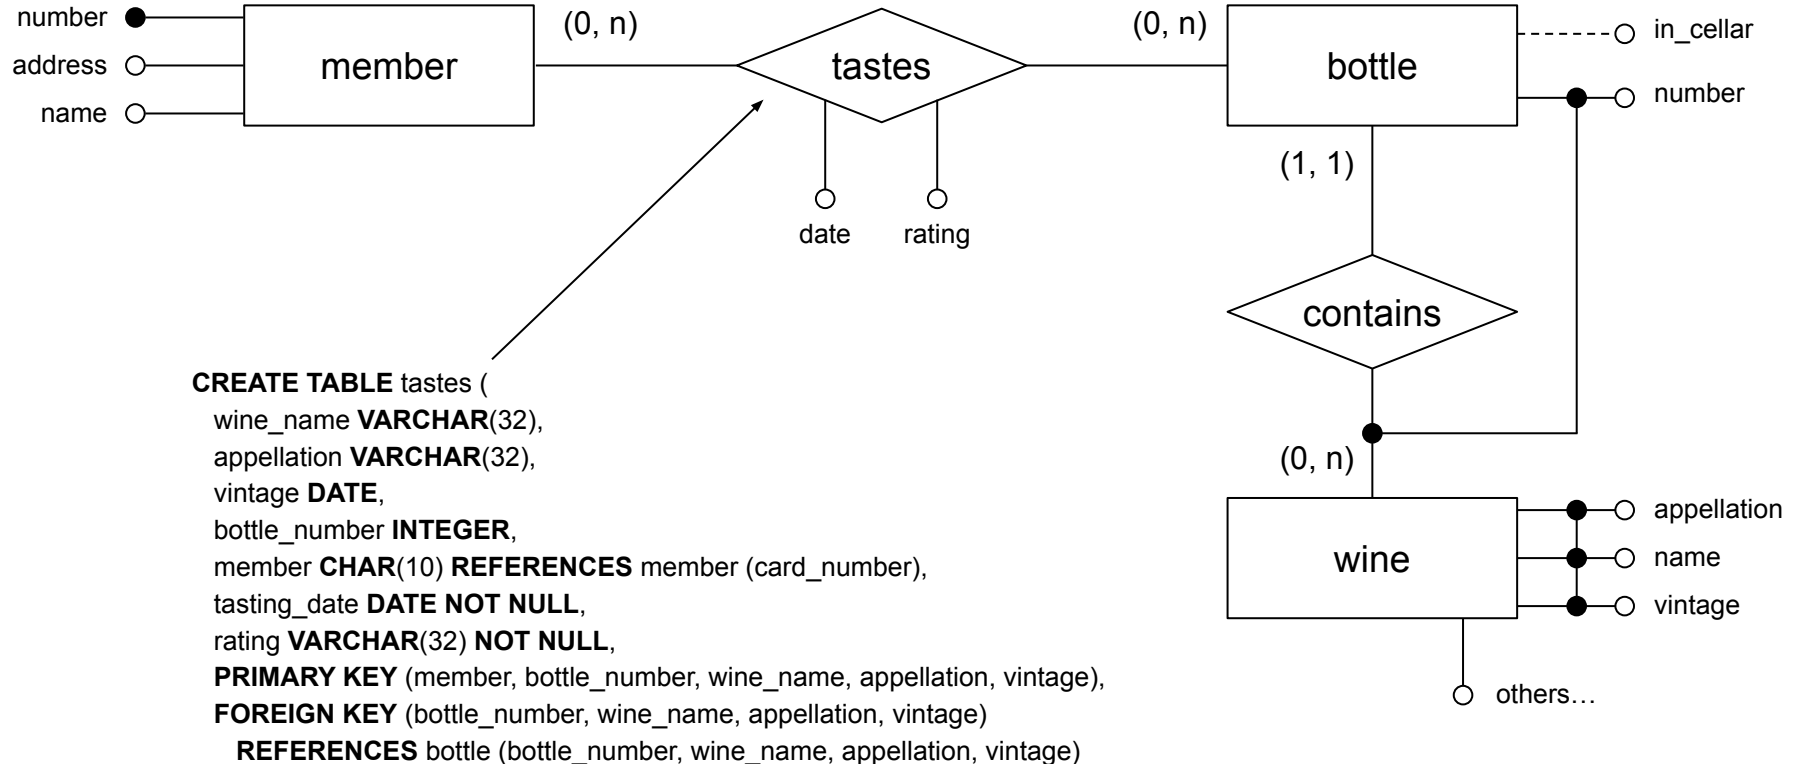 number
address
name
member
(0, n)
tastes
(0, n)
bottle
in_cellar
number
date
rating
(1, 1)
contains
(0, n)
wine
appellation
name
vintage
others…
CREATE TABLE tastes (
wine_name VARCHAR(32),
appellation VARCHAR(32),
vintage DATE,
bottle_number INTEGER,
member CHAR(10) REFERENCES member (card_number),
tasting_date DATE NOT NULL,
rating VARCHAR(32) NOT NULL,
PRIMARY KEY (member, bottle_number, wine_name, appellation, vintage),
FOREIGN KEY (bottle_number, wine_name, appellation, vintage)
REFERENCES bottle (bottle_number, wine_name, appellation, vintage)